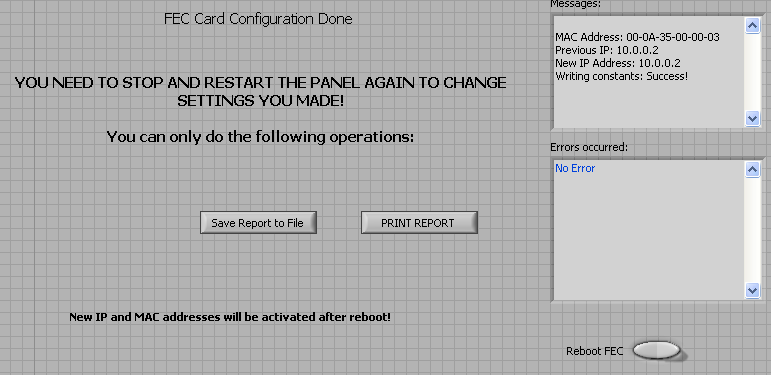 FEC Card Configuration Done
YOU NEED TO STOP AND RESTART THE PANEL AGAIN TO CHANGE
SETTINGS YOU MADE!
You can only do the following operations:
Save Report to File
PRINT REPORT
New IP and MAC addresses will be activated after reboot!
Messages:
MAC Address: 00-0A-35-00-00-03
Previous IP: 10.0.0.2
New IP Address: 10.0.0.2
Writing constants: Success!
Errors occurred:
No Error
Reboot FEC